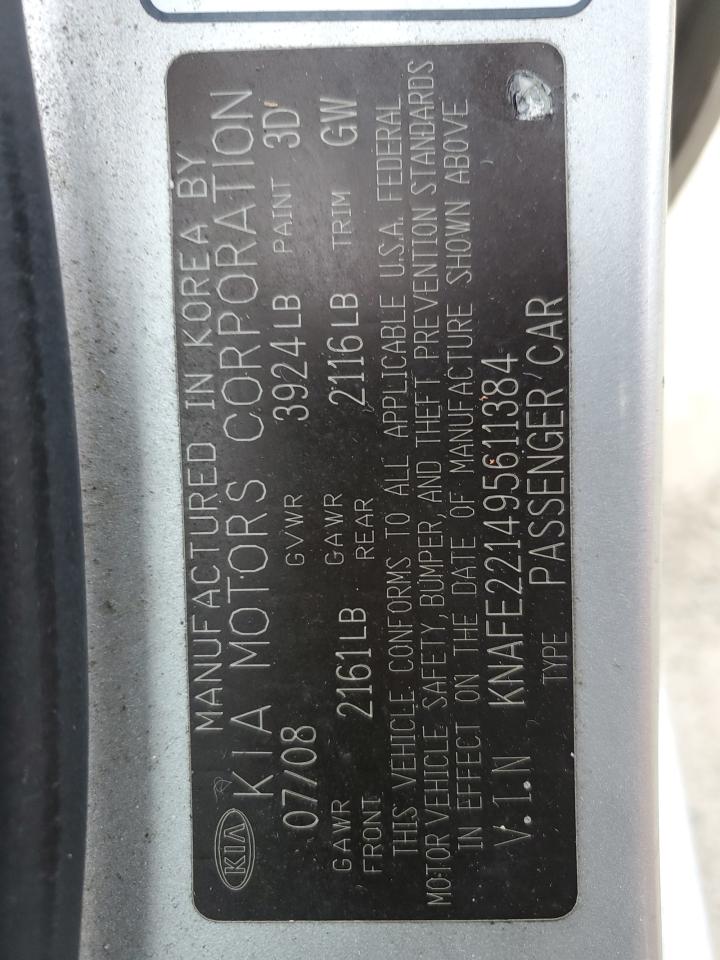 MANUFACTURED IN KOREA BY
KIA KIA MOTORS CORPORATION
07/08 GVWR 3924LB PAINT 3D
GAWR FRONT 2161LB GAWR REAR 2116LB TRIM GW
THIS VEHICLE CONFORMS TO ALL APPLICABLE U.S.A. FEDERAL
MOTOR VEHICLE SAFETY, BUMPER, AND THEFT PREVENTION STANDARDS
IN EFFECT ON THE DATE OF MANUFACTURE SHOWN ABOVE
V.I.N KNAFE221495611384
TYPE PASSENGER CAR